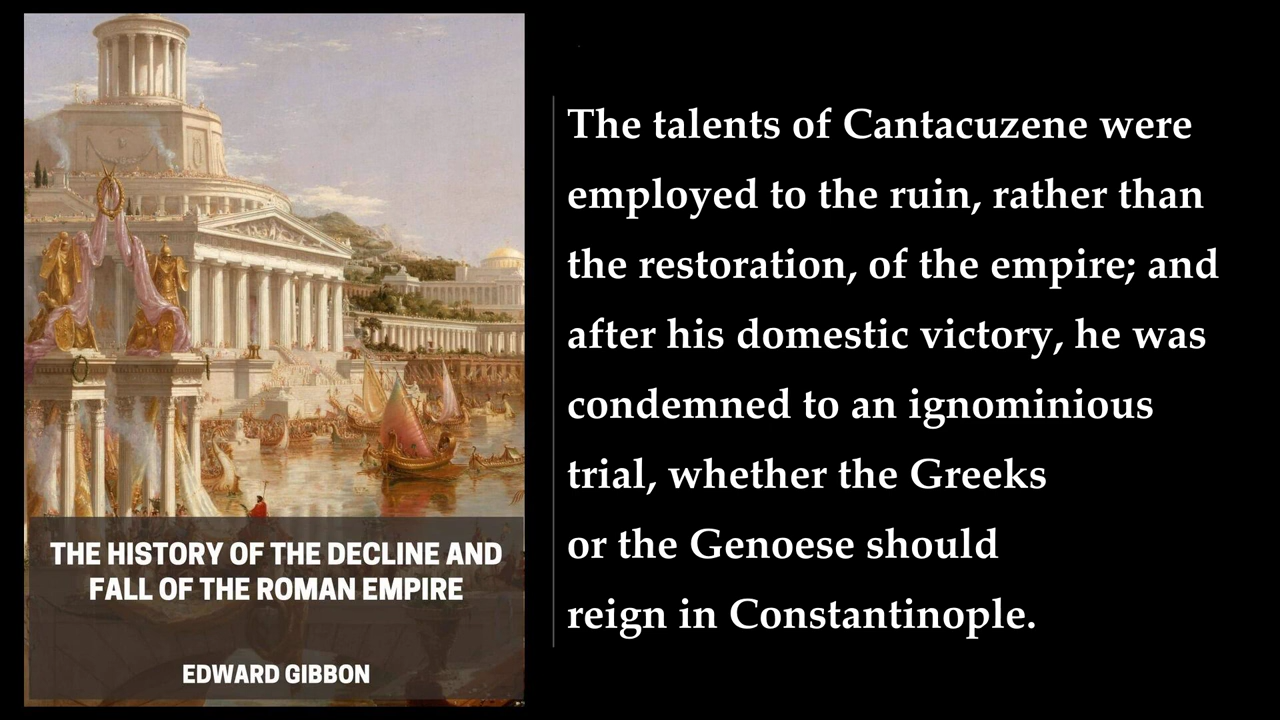 THE HISTORY OF THE DECLINE AND
FALL OF THE ROMAN EMPIRE
EDWARD GIBBON
The talents of Cantacuzene were
employed to the ruin, rather than
the restoration, of the empire; and
after his domestic victory, he was
condemned to an ignominious
trial, whether the Greeks
or the Genoese should
reign in Constantinople.